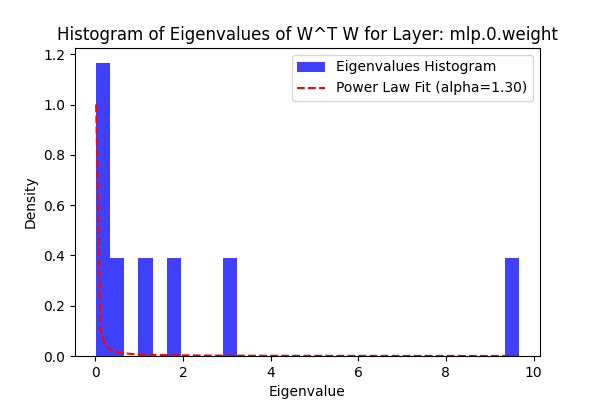 Histogram of Eigenvalues of W^T W for Layer: mlp.0.weight
Eigenvalues Histogram
Power Law Fit (alpha=1.30)
Density
1.2
1.0
0.8
0.6
0.4
0.2
0.0
0 2 4 6 8 10
Eigenvalue